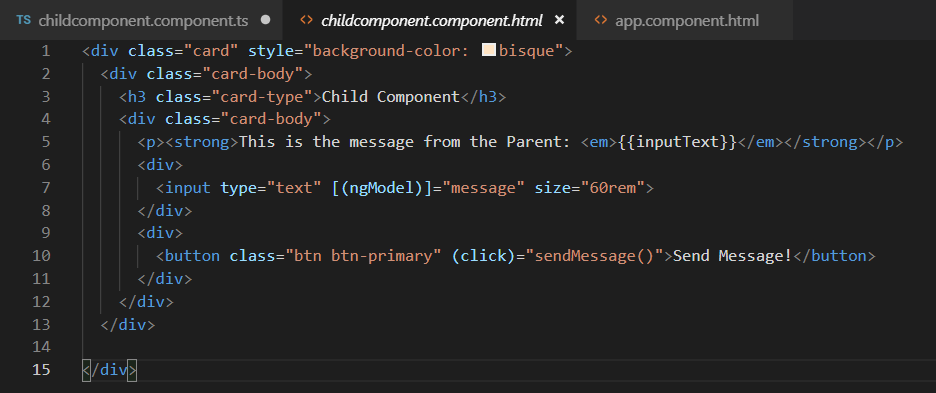 TS childcomponent.component.ts ● <> childcomponent.component.html × <> app.component.html
1 <div class="card" style="background-color: bisque">
2   <div class="card-body">
3     <h3 class="card-type">Child Component</h3>
4     <div class="card-body">
5       <p><strong>This is the message from the Parent: <em>{{inputText}}</em></strong></p>
6       <div>
7         <input type="text" [(ngModel)]="message" size="60rem">
8       </div>
9       <div>
10         <button class="btn btn-primary" (click)="sendMessage()">Send Message!</button>
11       </div>
12     </div>
13   </div>
14
15 </div>